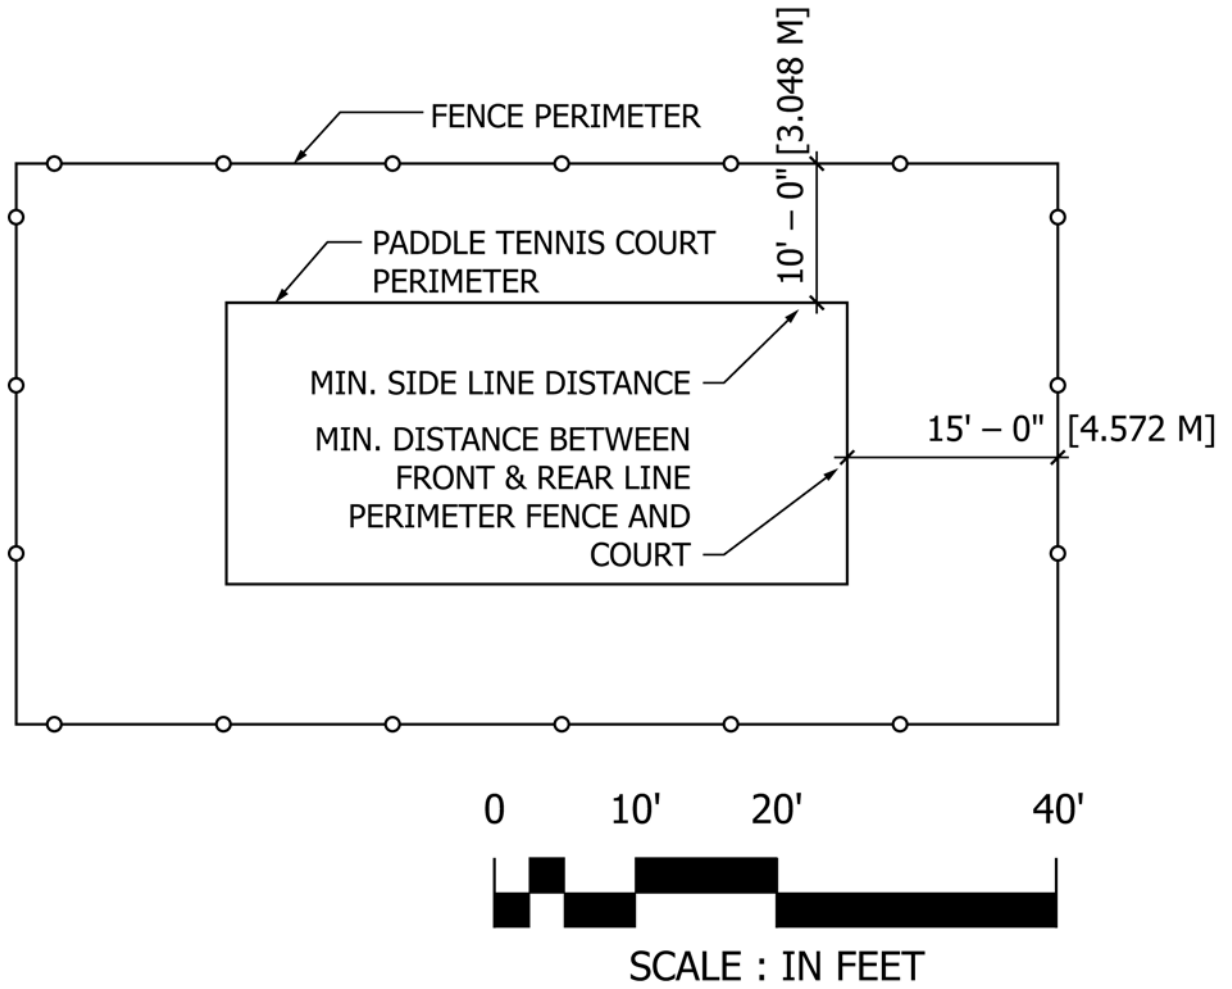 FENCE PERIMETER
10' – 0" [3.048 M]
PADDLE TENNIS COURT
PERIMETER
MIN. SIDE LINE DISTANCE
15' – 0" [4.572 M]
MIN. DISTANCE BETWEEN
FRONT & REAR LINE
PERIMETER FENCE AND
COURT
0 10' 20' 40'
SCALE : IN FEET